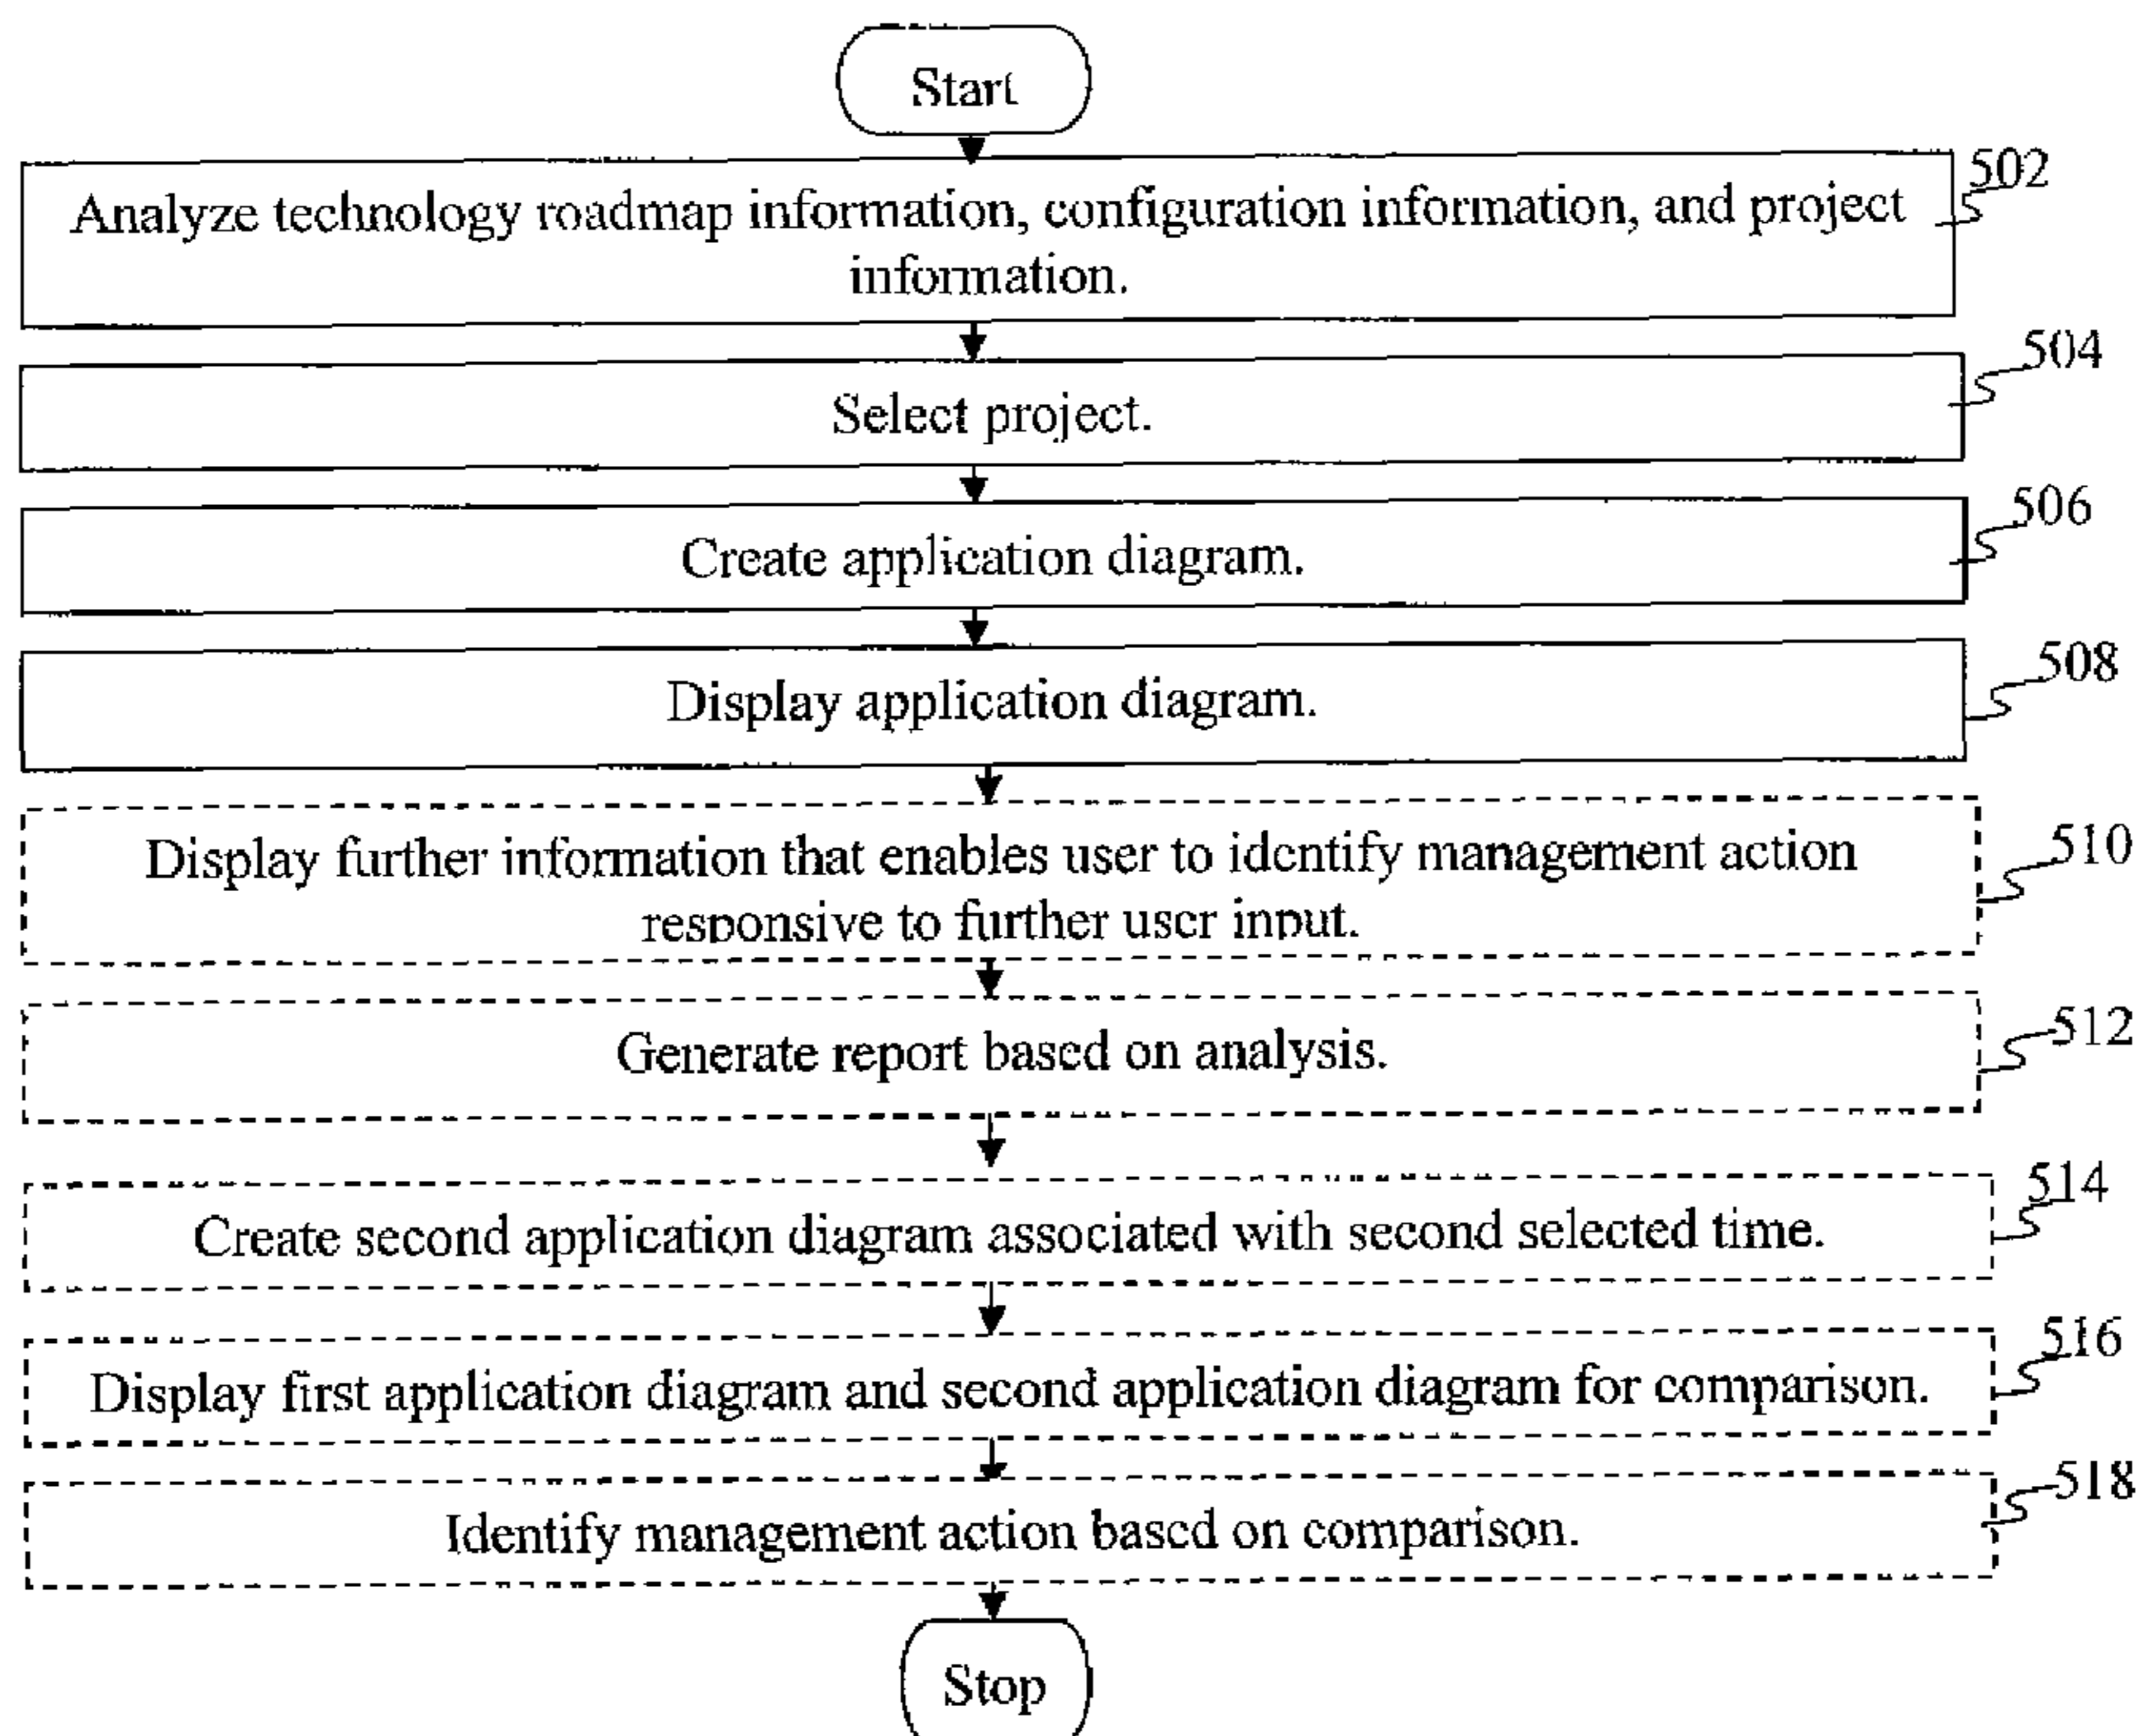 Start
Analyze technology roadmap information, configuration information, and project
information.
502
Select project.
504
Create application diagram.
506
Display application diagram.
508
Display further information that enables user to identify management action
responsive to further user input.
510
Generate report based on analysis.
512
Create second application diagram associated with second selected time.
514
Display first application diagram and second application diagram for comparison.
516
Identify management action based on comparison.
518
Stop